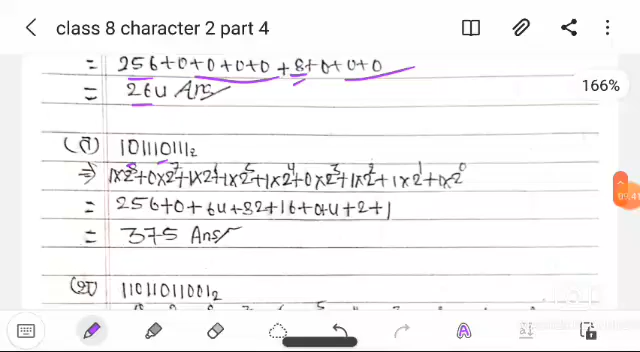 class 8 character 2 part 4
= 256+0+0+0+0+8+0+0+0
166%
= 264 Ans
(त) 101110111₂
⇒ 1×2⁸+0×2⁷+1×2⁶+1×2⁵+1×2⁴+0×2³+1×2²+1×2¹+1×2⁰
09:41
= 256+0+64+32+16+0+4+2+1
= 375 Ans
(थ) 11011011001₂